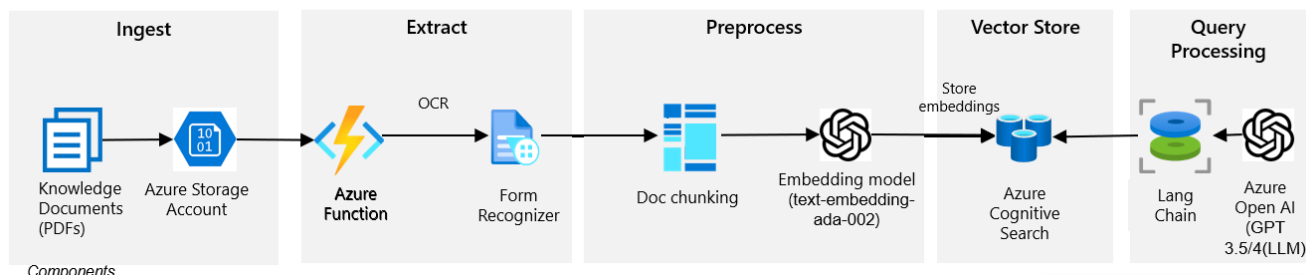 Ingest
Extract
Preprocess
Vector Store
Query
Processing
OCR
Store
embeddings
10
01
Knowledge
Documents
(PDFs)
Azure Storage
Account
Azure
Function
Form
Recognizer
Doc chunking
Embedding model
(text-embedding-
ada-002)
Azure
Cognitive
Search
Lang
Chain
Azure
Open AI
(GPT
3.5/4(LLM)
Components